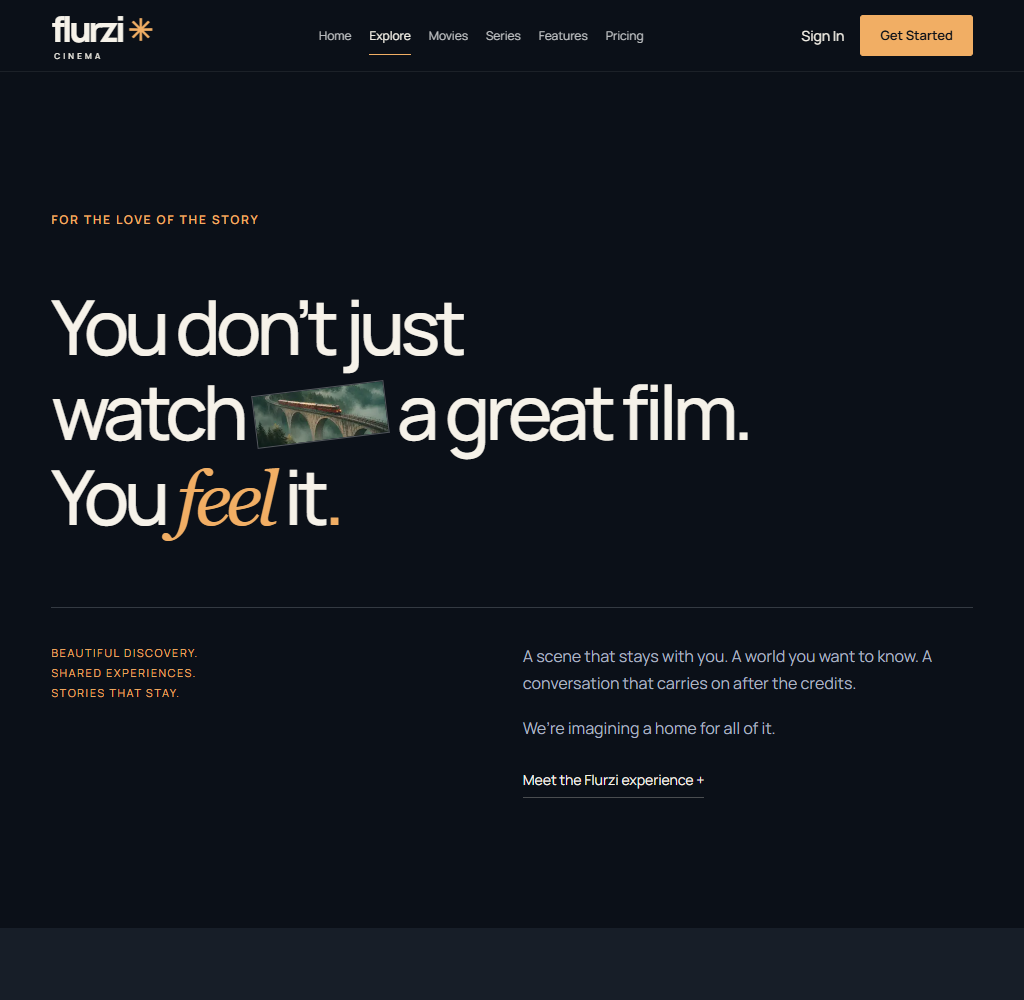 flurzi
CINEMA
Home Explore Movies Series Features Pricing Sign In Get Started
FOR THE LOVE OF THE STORY
You don’t just
watch a great film.
You feel it.
BEAUTIFUL DISCOVERY.
SHARED EXPERIENCES.
STORIES THAT STAY.
A scene that stays with you. A world you want to know. A
conversation that carries on after the credits.
We’re imagining a home for all of it.
Meet the Flurzi experience +